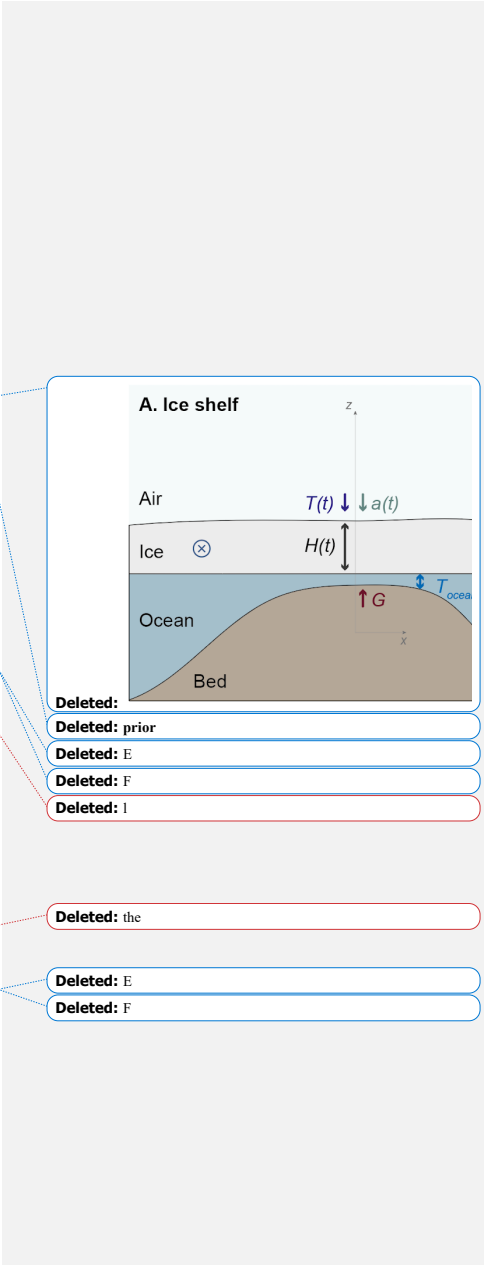 A. Ice shelf
z
Air
T(t) a(t)
Ice
H(t)
T
G
Ocean
x
Bed
Deleted:
Deleted: prior
Deleted: E
Deleted: F
Deleted: l
Deleted: the
Deleted: E
Deleted: F